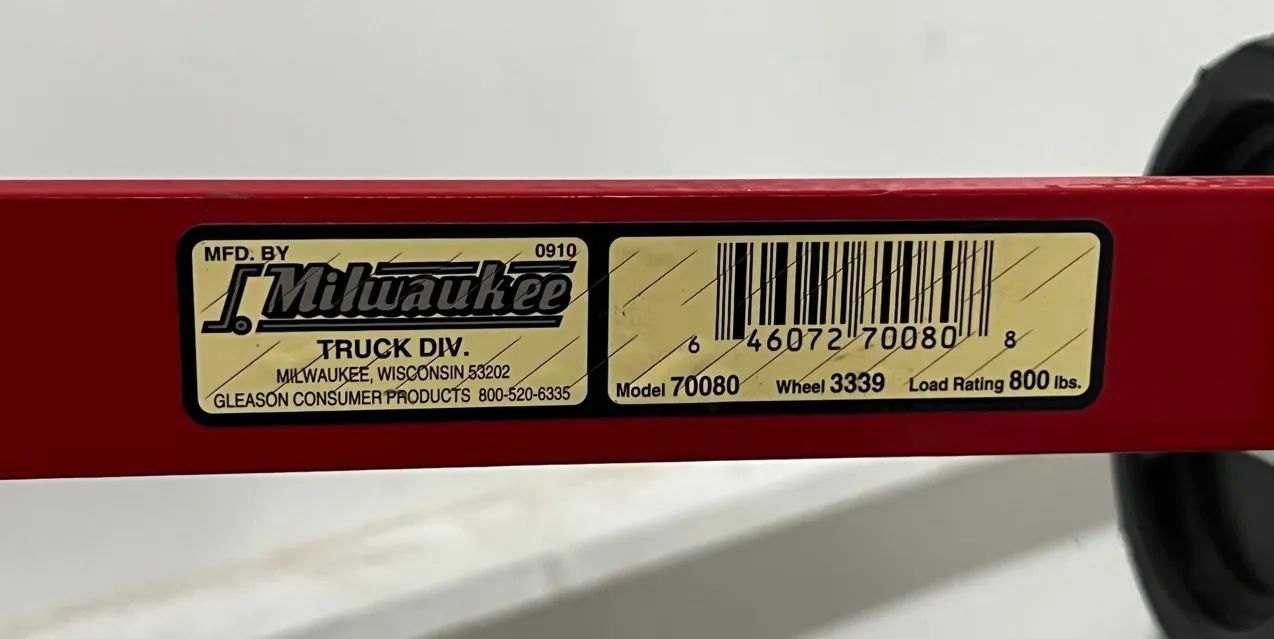 MFD. BY 0910
Milwaukee
TRUCK DIV.
MILWAUKEE, WISCONSIN 53202
GLEASON CONSUMER PRODUCTS 800-520-6335
6 46072 70080 8
Model 70080 Wheel 3339 Load Rating 800 lbs.